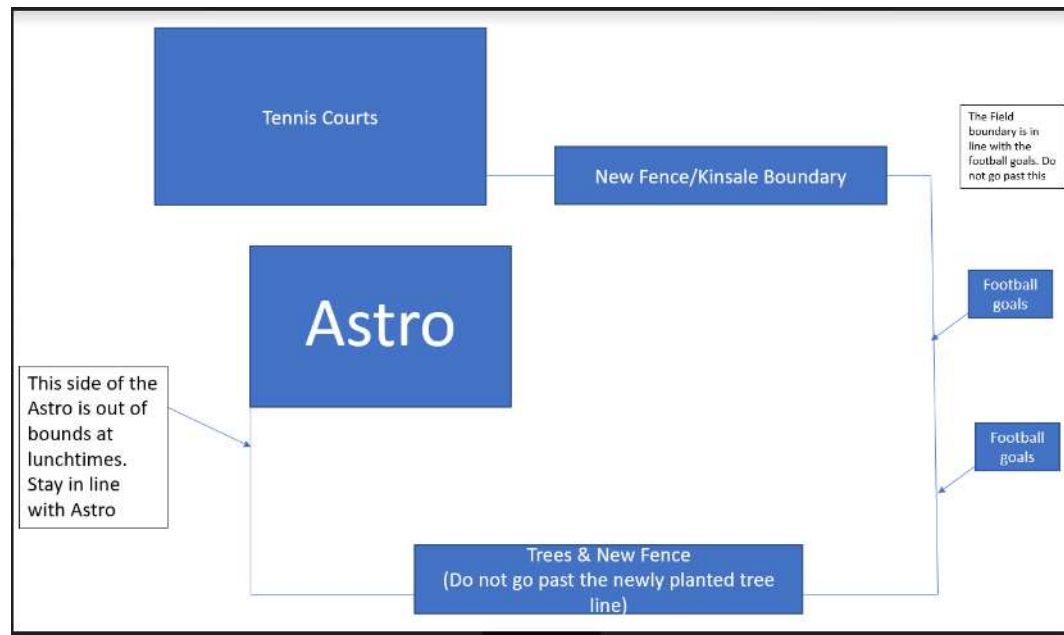 Tennis Courts
The Field
boundary is in
line with the
football goals. Do
not go past this
New Fence/Kinsale Boundary
Astro
Football
goals
This side of the
Astro is out of
bounds at
lunchtimes.
Stay in line
with Astro
Football
goals
Trees & New Fence
(Do not go past the newly planted tree
line)